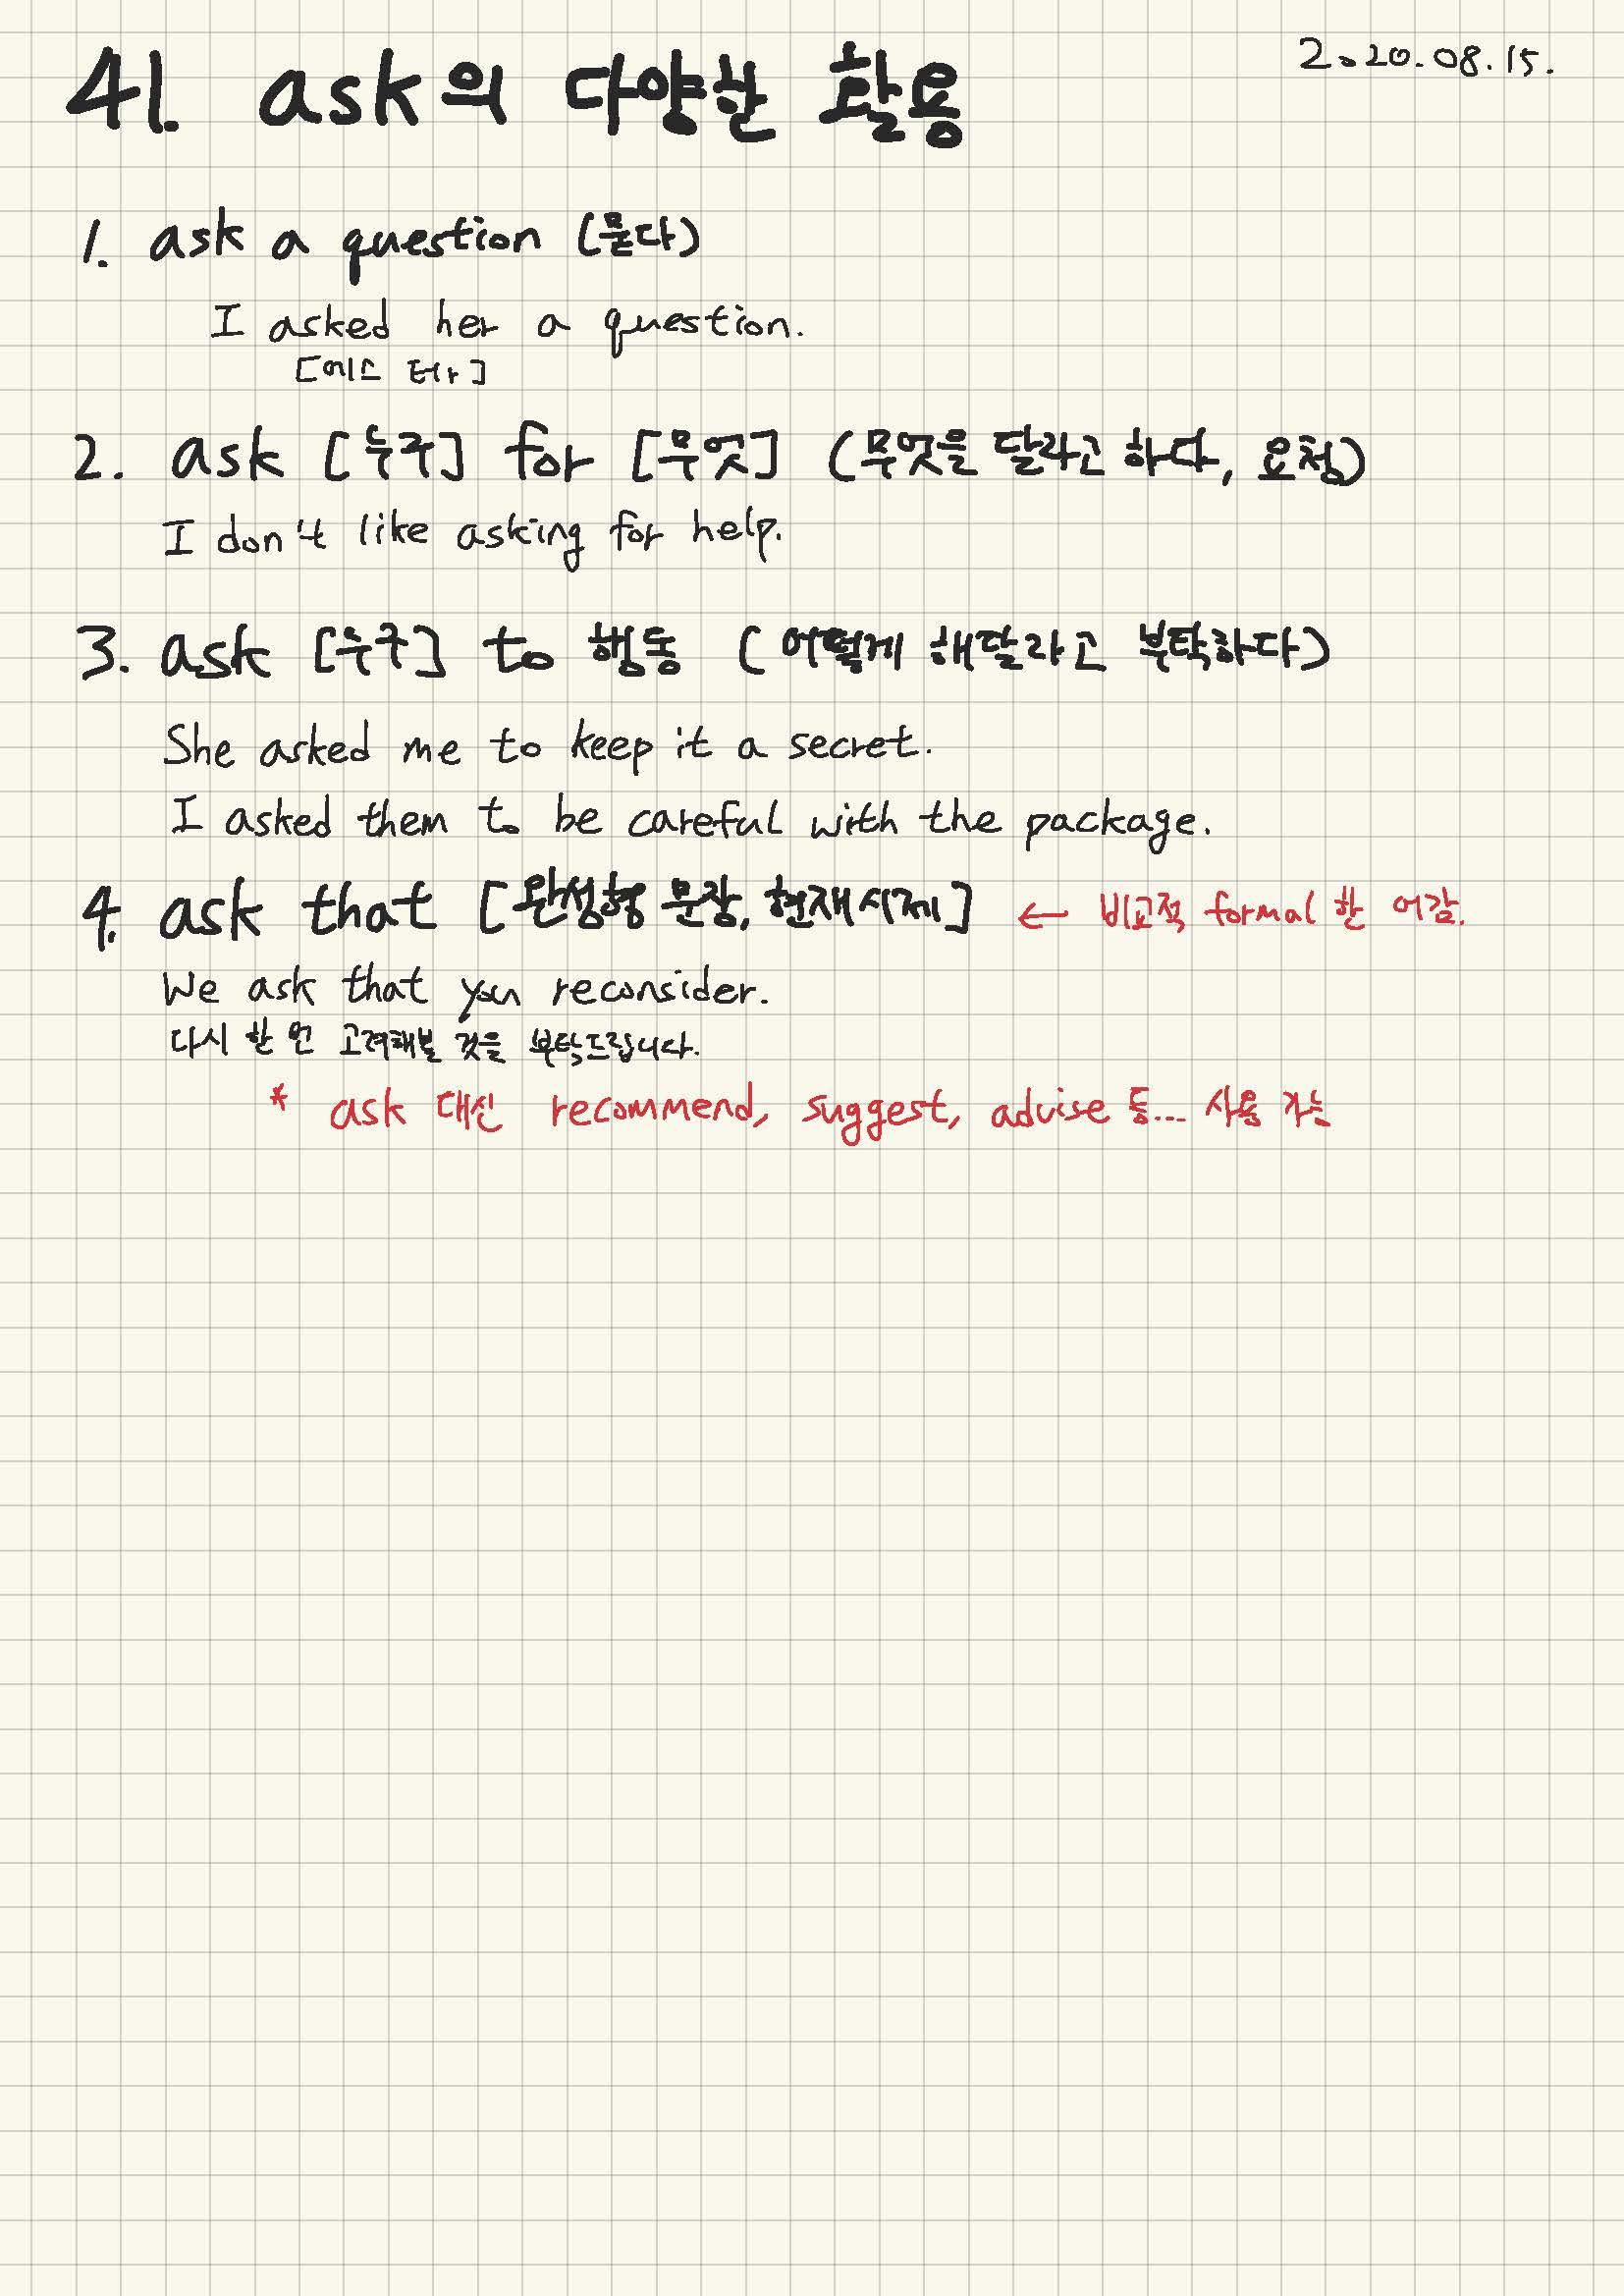 2020.08.15.
41. ask의 다양한 활용
1. ask a question (묻다)
I asked her a question.
[애스터]
2. ask [누구] for [무엇] (무엇을 달라고 하다, 요청)
I don't like asking for help.
3. ask [누구] to 행동 (어떻게 해달라고 부탁하다)
She asked me to keep it a secret.
I asked them to be careful with the package.
4. ask that [완성형 문장, 현재시제] ← 비교적 formal 한 어감.
We ask that you reconsider.
다시 한 번 고려해볼 것을 부탁드립니다.
* ask 대신 recommend, suggest, advise 등... 사용 가능